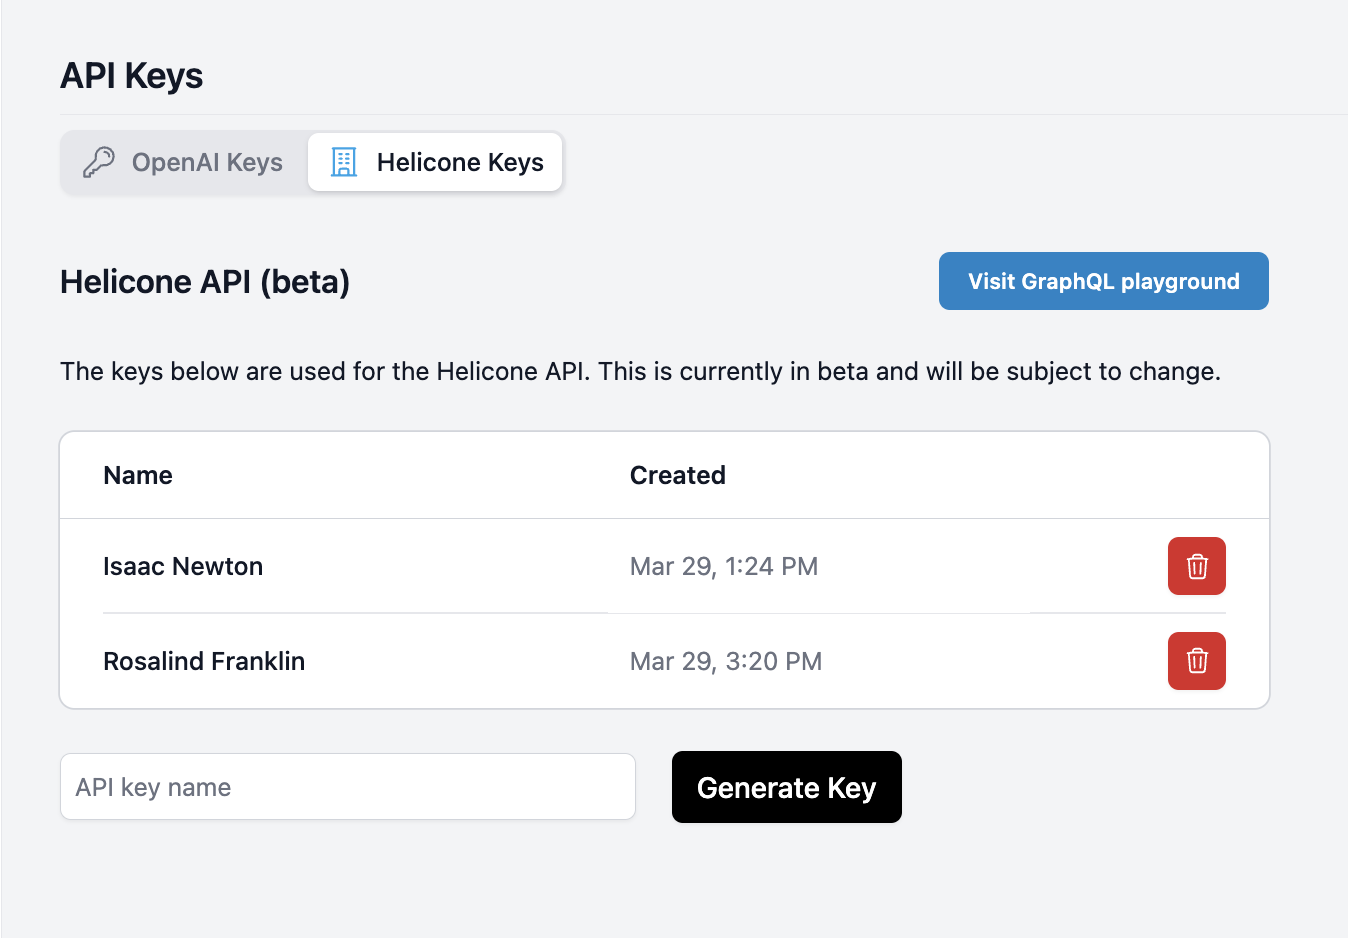 API Keys
OpenAI Keys
Helicone Keys
Helicone API (beta)
Visit GraphQL playground
The keys below are used for the Helicone API. This is currently in beta and will be subject to change.
Name
Created
Isaac Newton
Mar 29, 1:24 PM
Rosalind Franklin
Mar 29, 3:20 PM
API key name
Generate Key